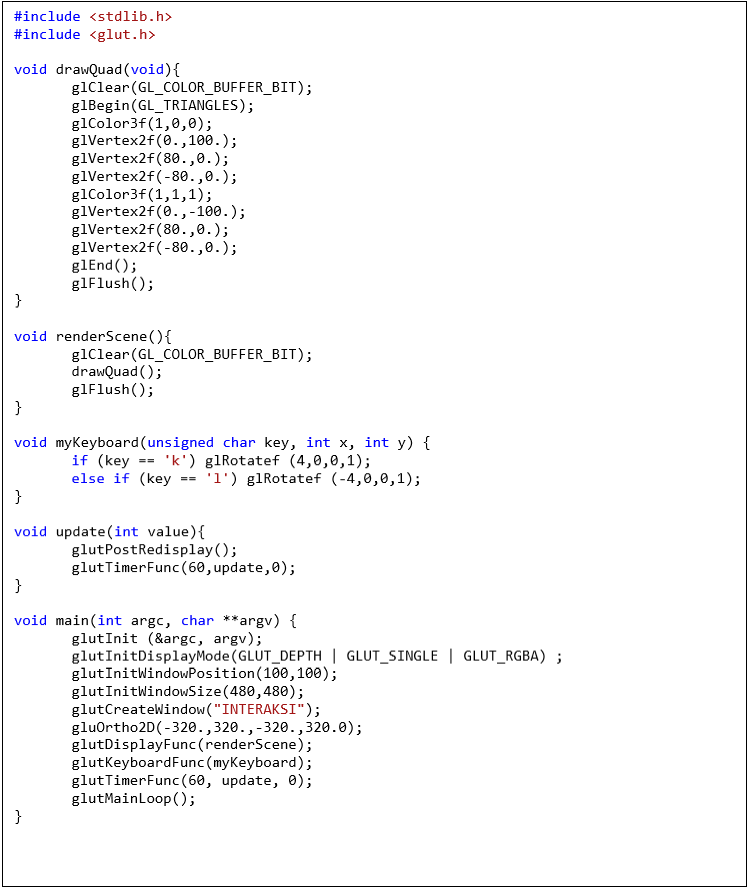 #include <stdlib.h>
#include <glut.h>

void drawQuad(void){
       glClear(GL_COLOR_BUFFER_BIT);
       glBegin(GL_TRIANGLES);
       glColor3f(1,0,0);
       glVertex2f(0.,100.);
       glVertex2f(80.,0.);
       glVertex2f(-80.,0.);
       glColor3f(1,1,1);
       glVertex2f(0.,-100.);
       glVertex2f(80.,0.);
       glVertex2f(-80.,0.);
       glEnd();
       glFlush();
}

void renderScene(){
       glClear(GL_COLOR_BUFFER_BIT);
       drawQuad();
       glFlush();
}

void myKeyboard(unsigned char key, int x, int y) {
       if (key == 'k') glRotatef (4,0,0,1);
       else if (key == 'l') glRotatef (-4,0,0,1);
}

void update(int value){
       glutPostRedisplay();
       glutTimerFunc(60,update,0);
}

void main(int argc, char **argv) {
       glutInit (&argc, argv);
       glutInitDisplayMode(GLUT_DEPTH | GLUT_SINGLE | GLUT_RGBA) ;
       glutInitWindowPosition(100,100);
       glutInitWindowSize(480,480);
       glutCreateWindow("INTERAKSI");
       gluOrtho2D(-320.,320.,-320.,320.0);
       glutDisplayFunc(renderScene);
       glutKeyboardFunc(myKeyboard);
       glutTimerFunc(60, update, 0);
       glutMainLoop();
}